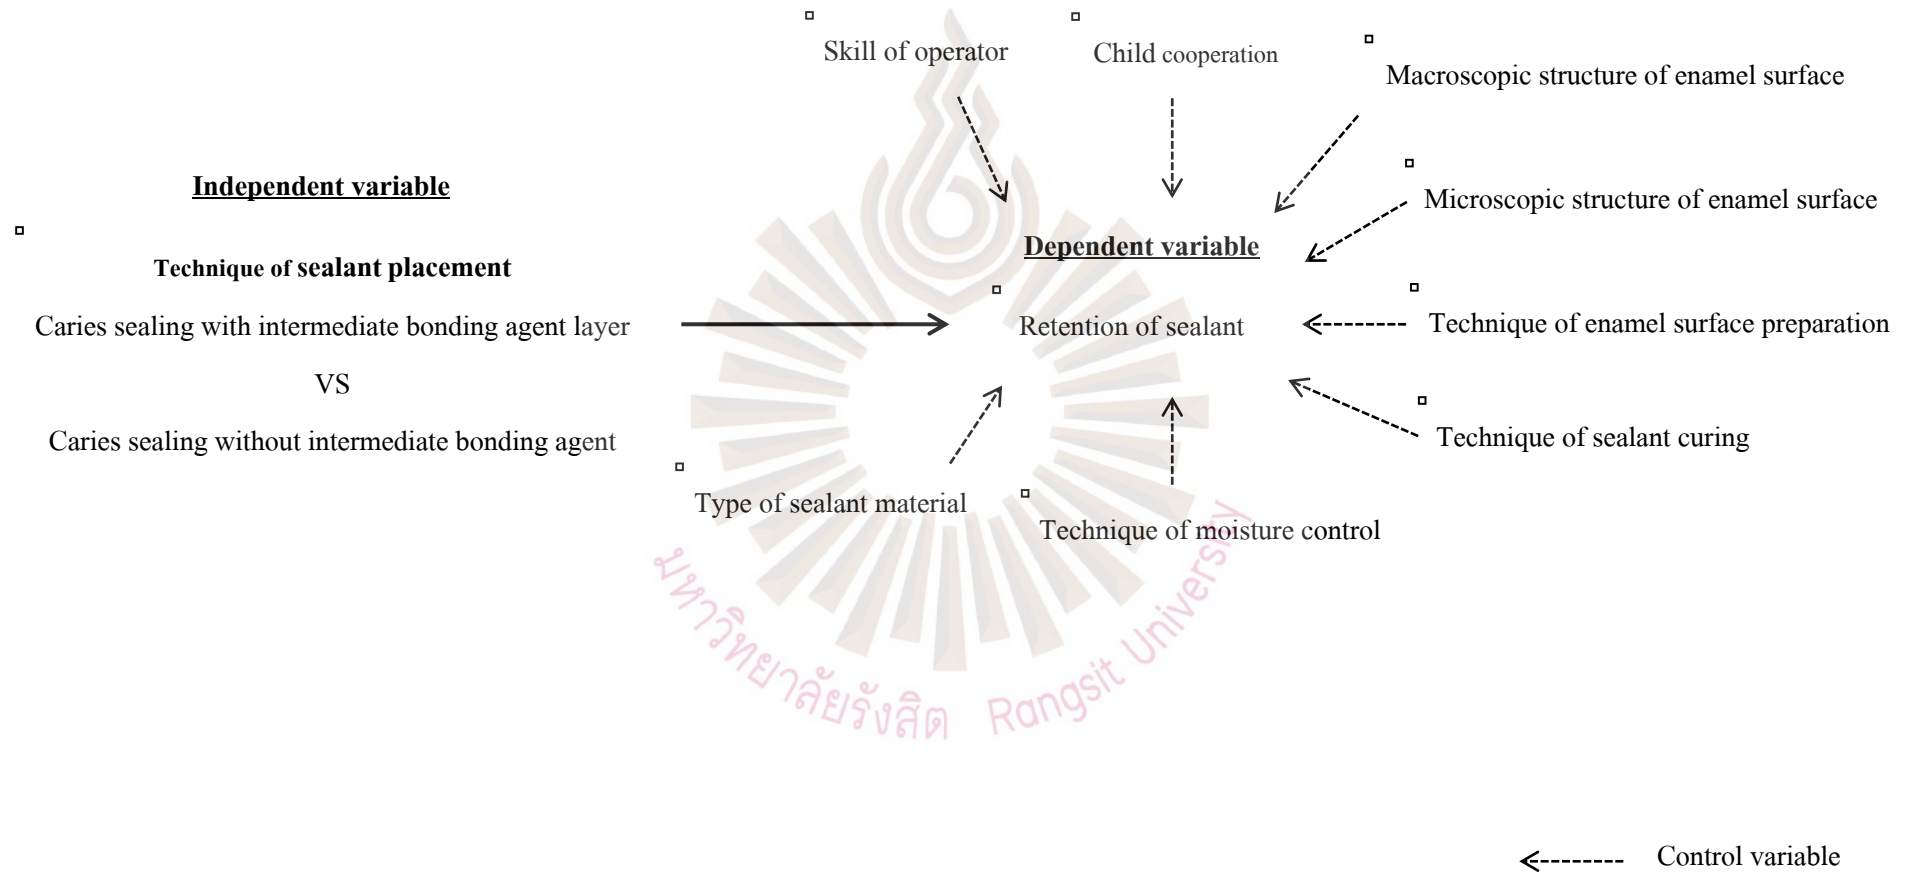 Skill of operator
Child cooperation
Macroscopic structure of enamel surface
Independent variable
Microscopic structure of enamel surface
Dependent variable
Technique of sealant placement
Caries sealing with intermediate bonding agent layer
Retention of sealant
Technique of enamel surface preparation
VS
Caries sealing without intermediate bonding agent
Technique of sealant curing
Type of sealant material
Technique of moisture control
มหาวิทยาลัยรังสิต Rangsit University
Control variable